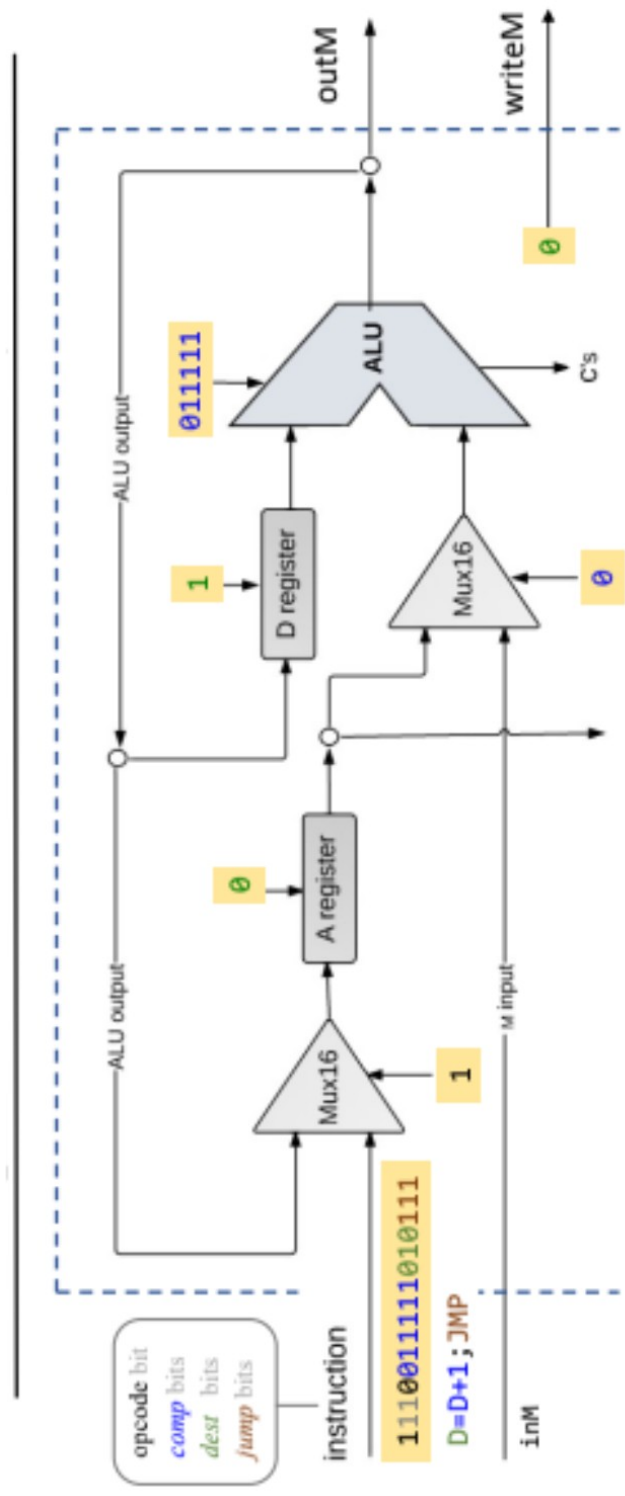 opcode bit
comp bits
dest bits
jump bits
instruction
1110011111010111
D=D+1;JMP
inM
ALU output
ALU output
Mux16
1
A register
0
D register
1
M input
Mux16
0
011111
ALU
C's
outM
0
writeM